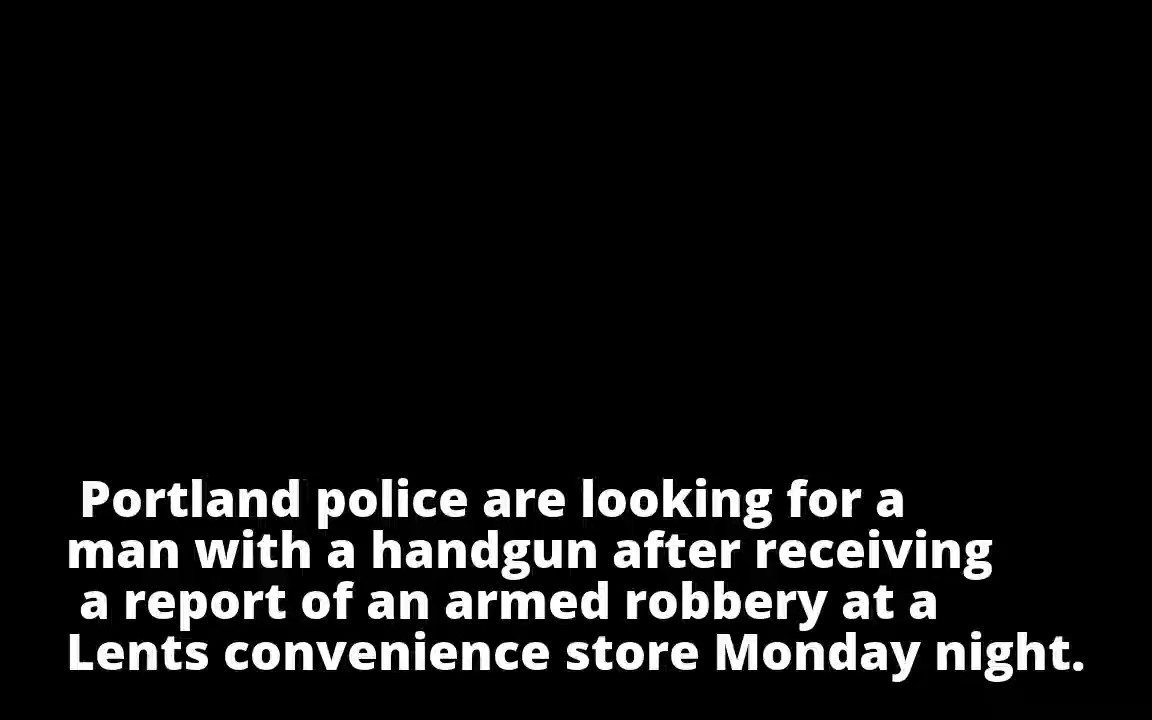 Portland police are looking for a
man with a handgun after receiving
a report of an armed robbery at a
Lents convenience store Monday night.